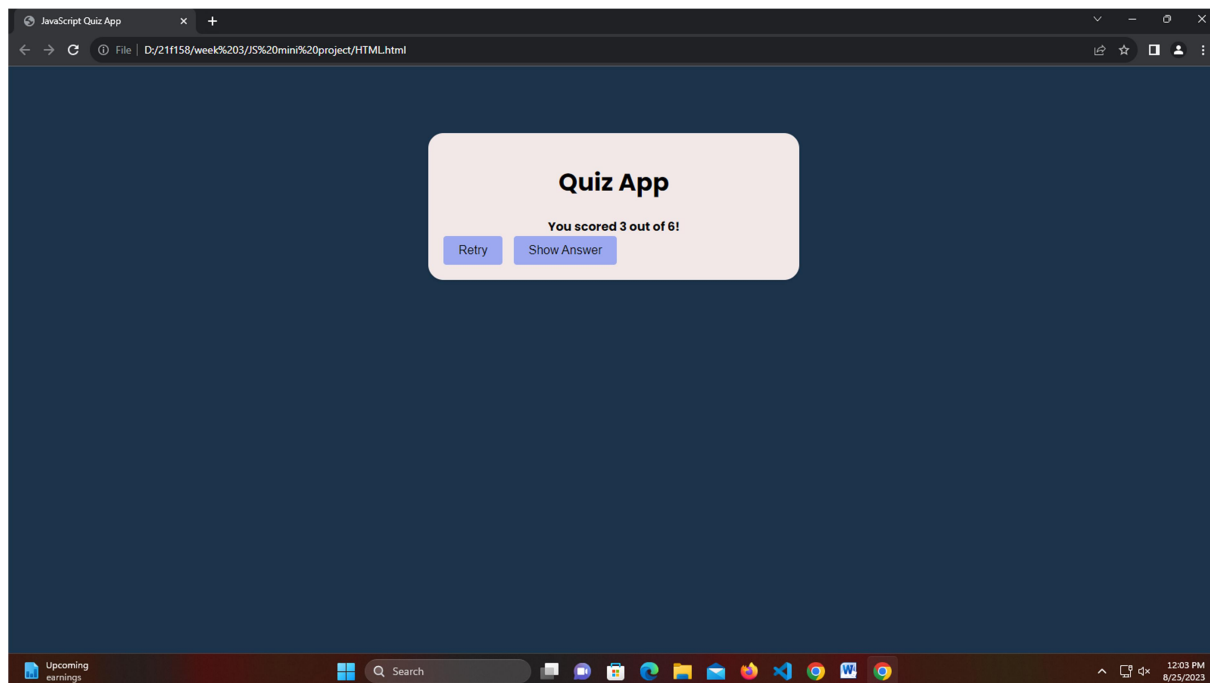 JavaScript Quiz App
File
D:/21f158/week%203/JS%20mini%20project/HTML.html
Quiz App
You scored 3 out of 6!
Retry
Show Answer
Upcoming
earnings
Search
12:03 PM
8/25/2023